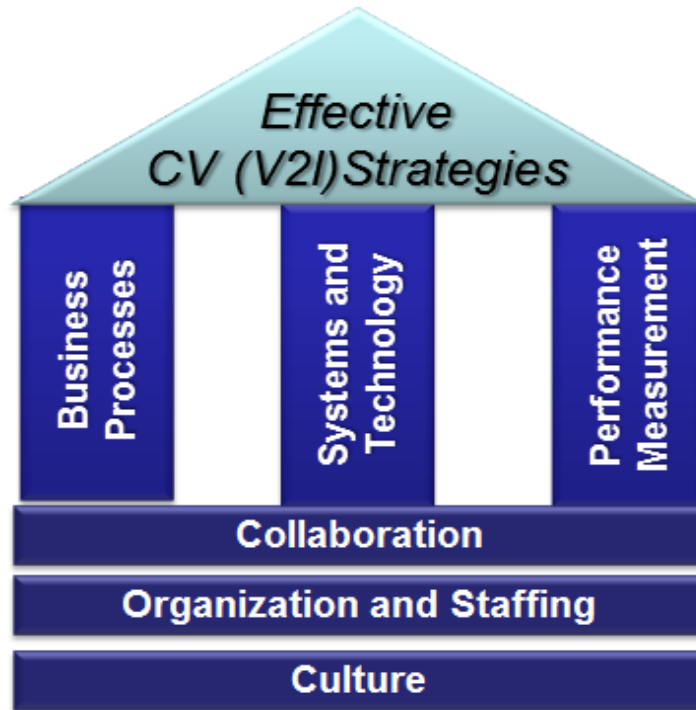 Effective
CV (V2I)Strategies
Business
Processes
Systems and
Technology
Performance
Measurement
Collaboration
Organization and Staffing
Culture